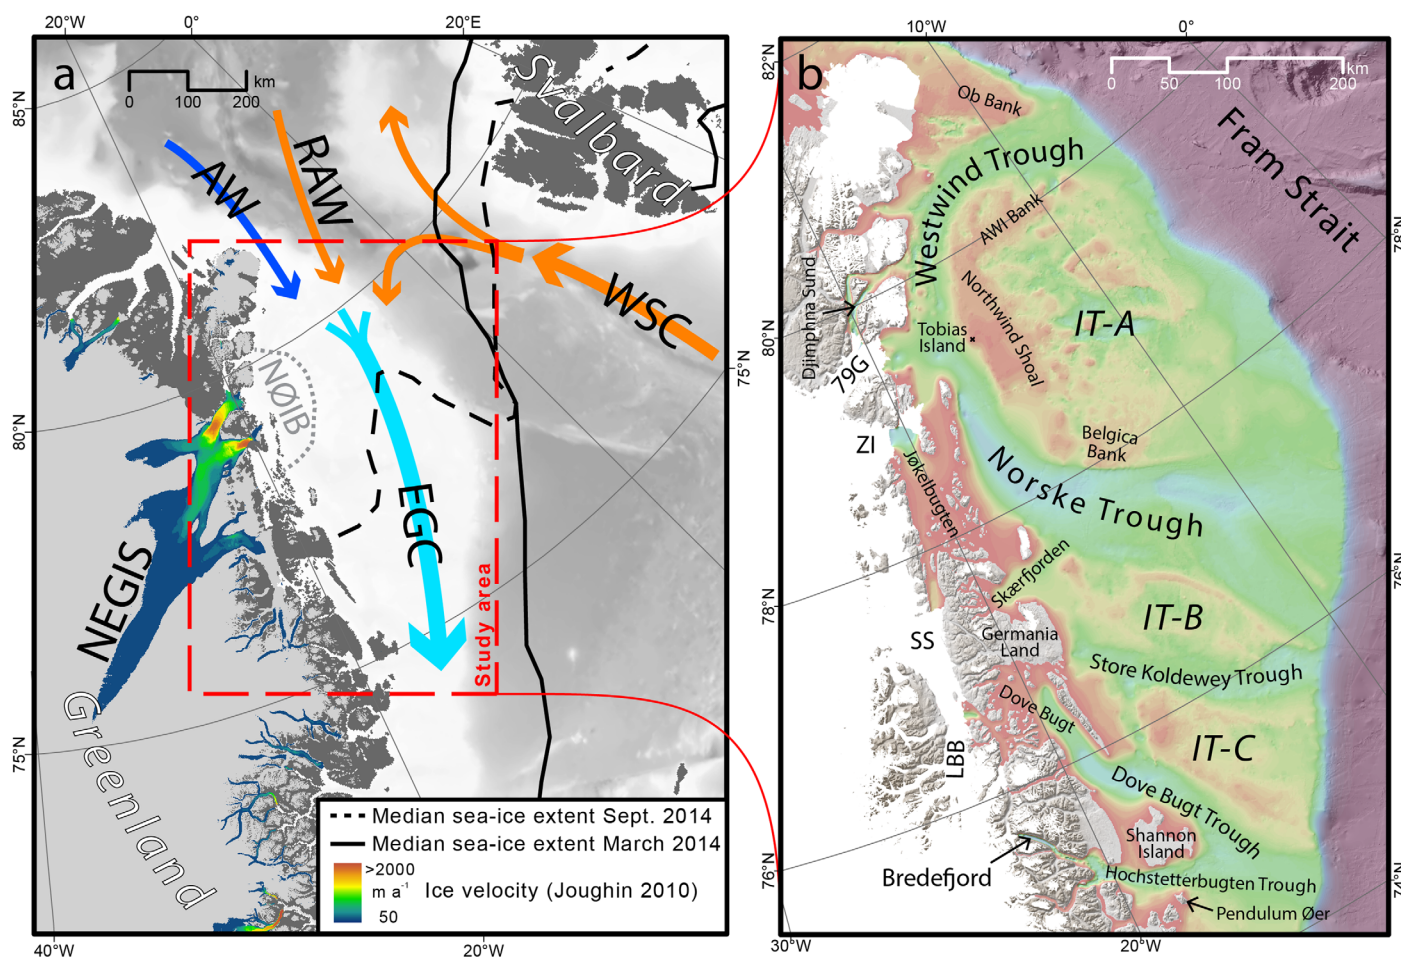 20°W
0°
20°E
a
km
0
100
200
Svalbard
85°N
AW
RAW
WSC
75°N
NØIB
80°N
EGC
NEGIS
Study area
75°N
Greenland
Median sea-ice extent Sept. 2014
Median sea-ice extent March 2014
>2000
m a⁻¹
50
Ice velocity (Joughin 2010)
40°W
20°W
10°W
0°
82°N
b
0
50
100
200
km
Ob Bank
Fram Strait
Westwind Trough
AWI Bank
78°N
Djimphna Sund
Northwind Shoal
IT-A
Tobias
Island
80°N
79G
Belgica
Bank
ZI
Jøkelbugten
Norske Trough
Skærfjorden
76°N
IT-B
78°N
SS
Germania
Land
Store Koldewey Trough
Dove Bugt
IT-C
LBB
Dove Bugt Trough
Shannon
Island
76°N
Bredefjord
Hochstetterbugten Trough
74°N
Pendulum Øer
30°W
20°W